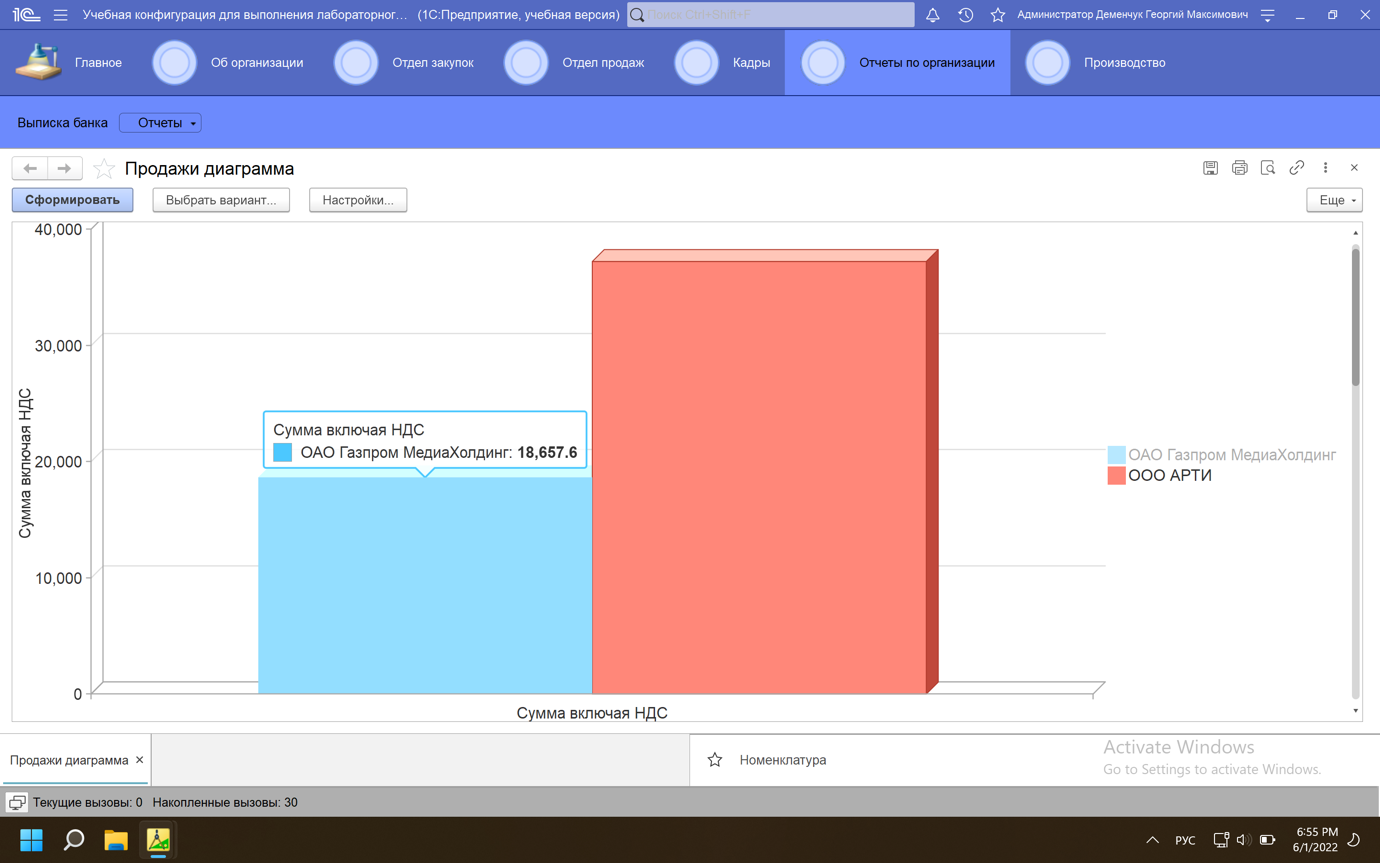 Учебная конфигурация для выполнения лабораторног... (1С:Предприятие, учебная версия)
Поиск Ctrl+Shift+F
Администратор Деменчук Георгий Максимович
Главное
Об организации
Отдел закупок
Отдел продаж
Кадры
Отчеты по организации
Производство
Выписка банка
Отчеты
Продажи диаграмма
Сформировать
Выбрать вариант...
Настройки...
Еще
40,000
30,000
20,000
10,000
0
Сумма включая НДС
Сумма включая НДС
ОАО Газпром МедиаХолдинг: 18,657.6
ОАО Газпром МедиаХолдинг
ООО АРТИ
Сумма включая НДС
Продажи диаграмма
Номенклатура
Activate Windows
Go to Settings to activate Windows.
Текущие вызовы: 0 Накопленные вызовы: 30
РУС
6:55 PM
6/1/2022